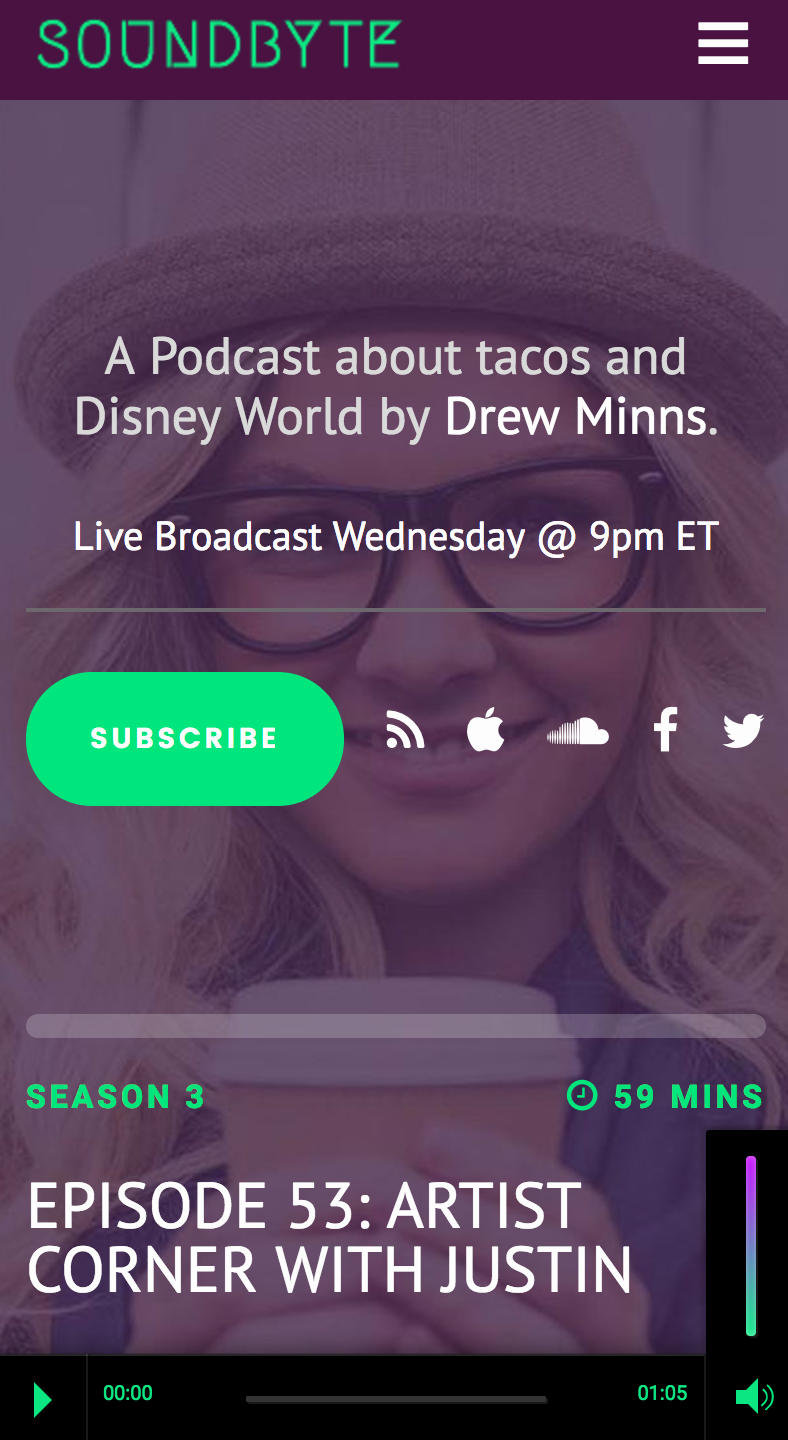 SOUNDBYTE
A Podcast about tacos and
Disney World by Drew Minns.
Live Broadcast Wednesday @ 9pm ET
SUBSCRIBE
SEASON 3
59 MINS
EPISODE 53: ARTIST
CORNER WITH JUSTIN
00:00
01:05